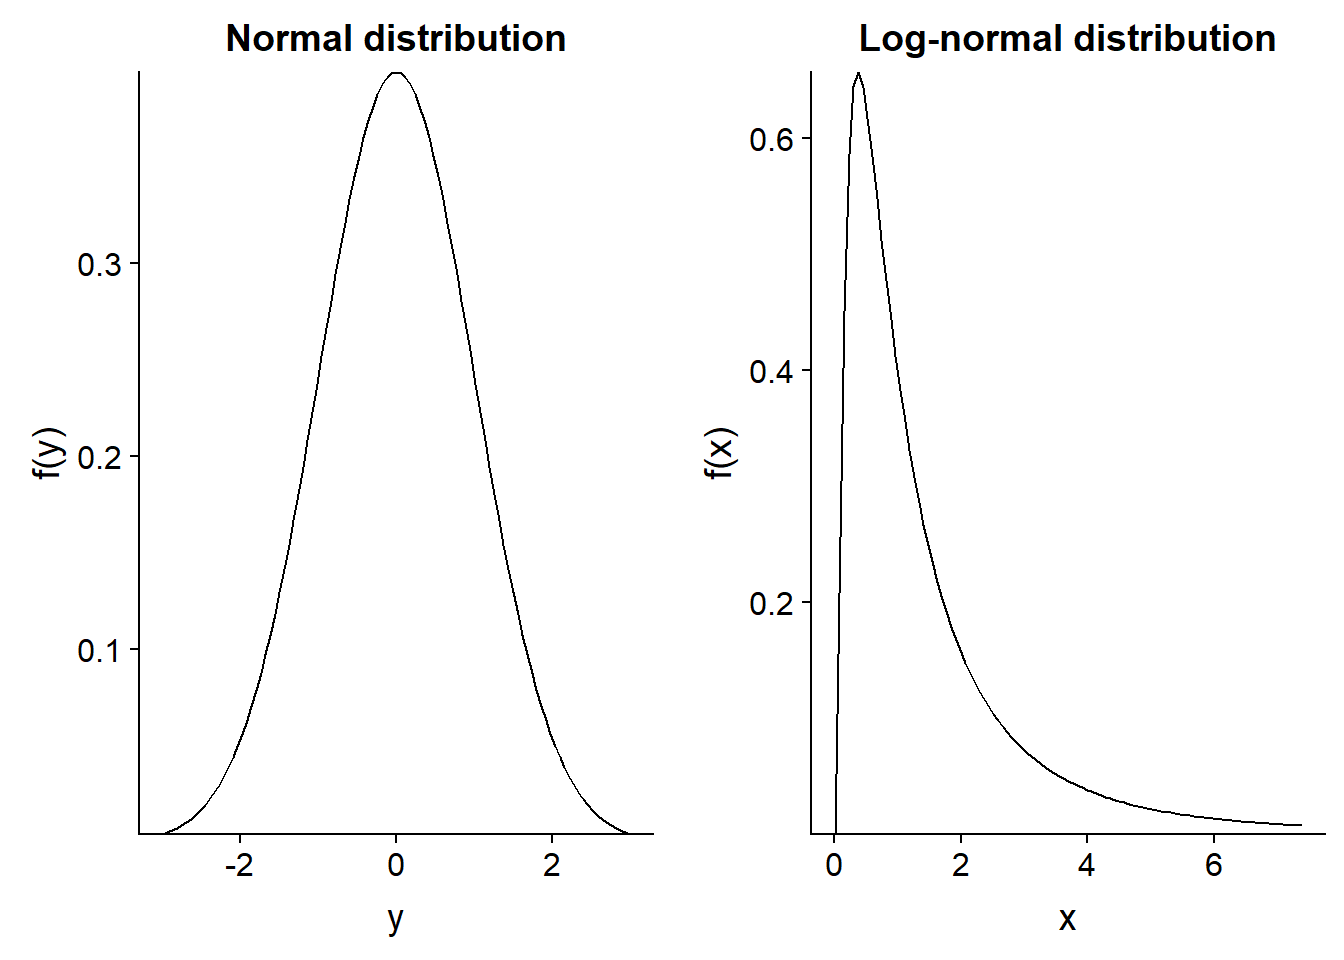 Normal distribution
f(y)
0.3
0.2
0.1
-2 0 2
y
Log-normal distribution
f(x)
0.6
0.4
0.2
0 2 4 6
x